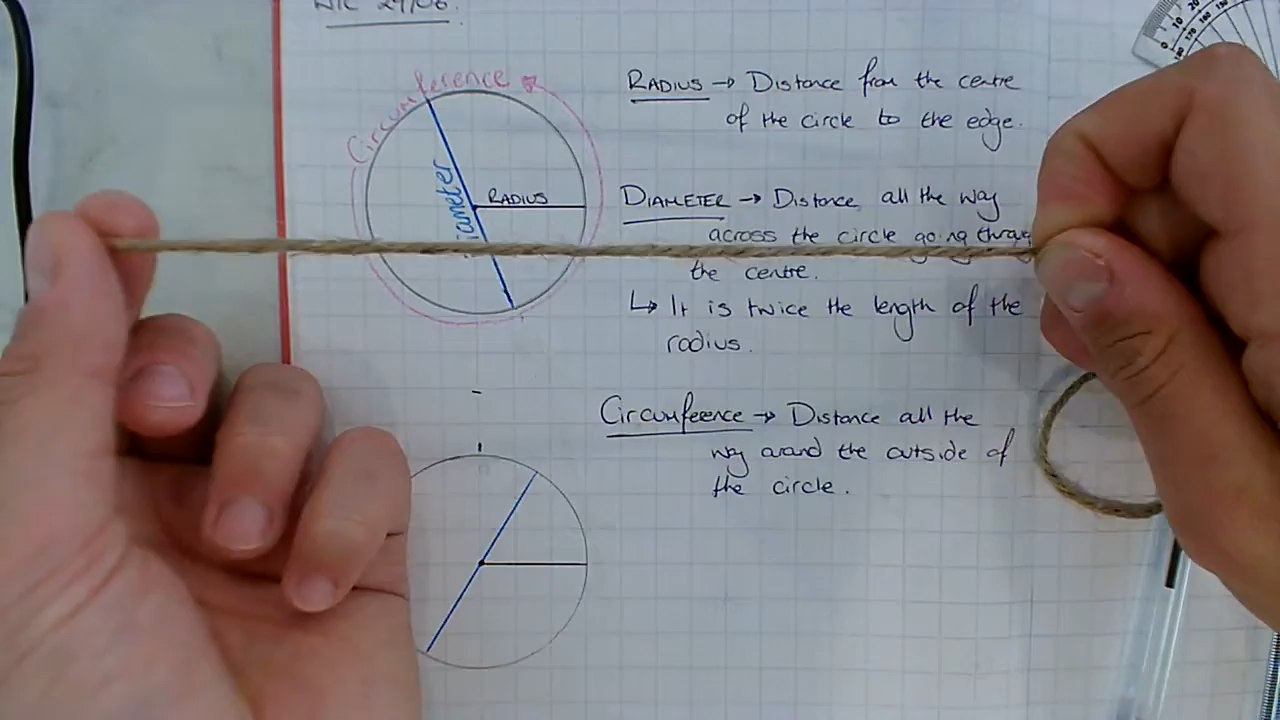 Circumference
Diameter
RADIUS
RADIUS → Distance from the centre
of the circle to the edge.
DIAMETER → Distance all the way
across the circle going throug
the centre.
↳ It is twice the length of the
radius.
Circumfeence → Distance all the
way around the outside of
the circle.